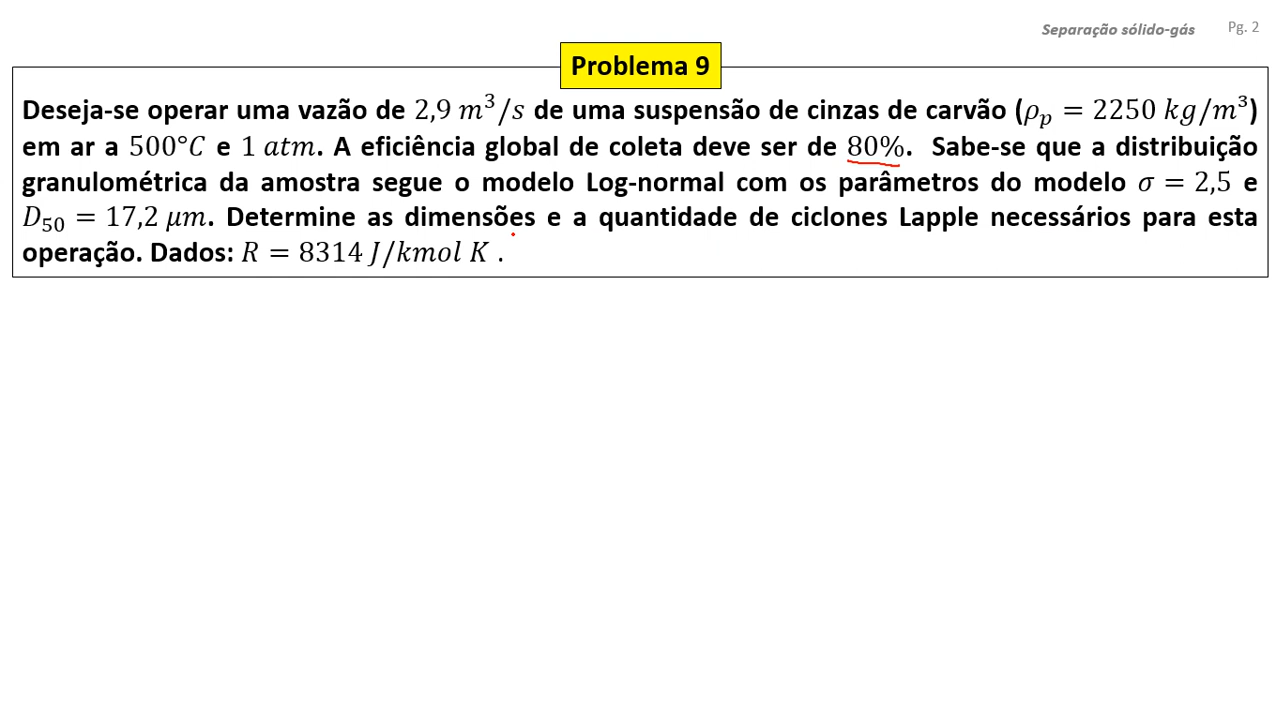 Separação sólido-gás Pg. 2
Problema 9
Deseja-se operar uma vazão de 2,9 m³/s de uma suspensão de cinzas de carvão (ρₚ = 2250 kg/m³)
em ar a 500°C e 1 atm. A eficiência global de coleta deve ser de 80%. Sabe-se que a distribuição
granulométrica da amostra segue o modelo Log-normal com os parâmetros do modelo σ = 2,5 e
D₅₀ = 17,2 μm. Determine as dimensões e a quantidade de ciclones Lapple necessários para esta
operação. Dados: R = 8314 J/kmol K .